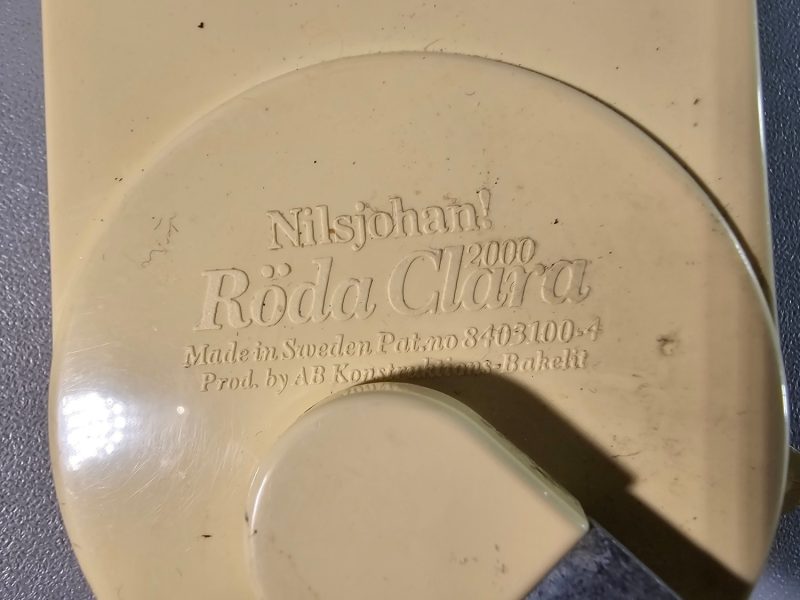 Nilsjohan!
Röda Clara 2000
Made in Sweden Pat.no 8403100-4
Prod. by AB Konstruktions-Bakelit